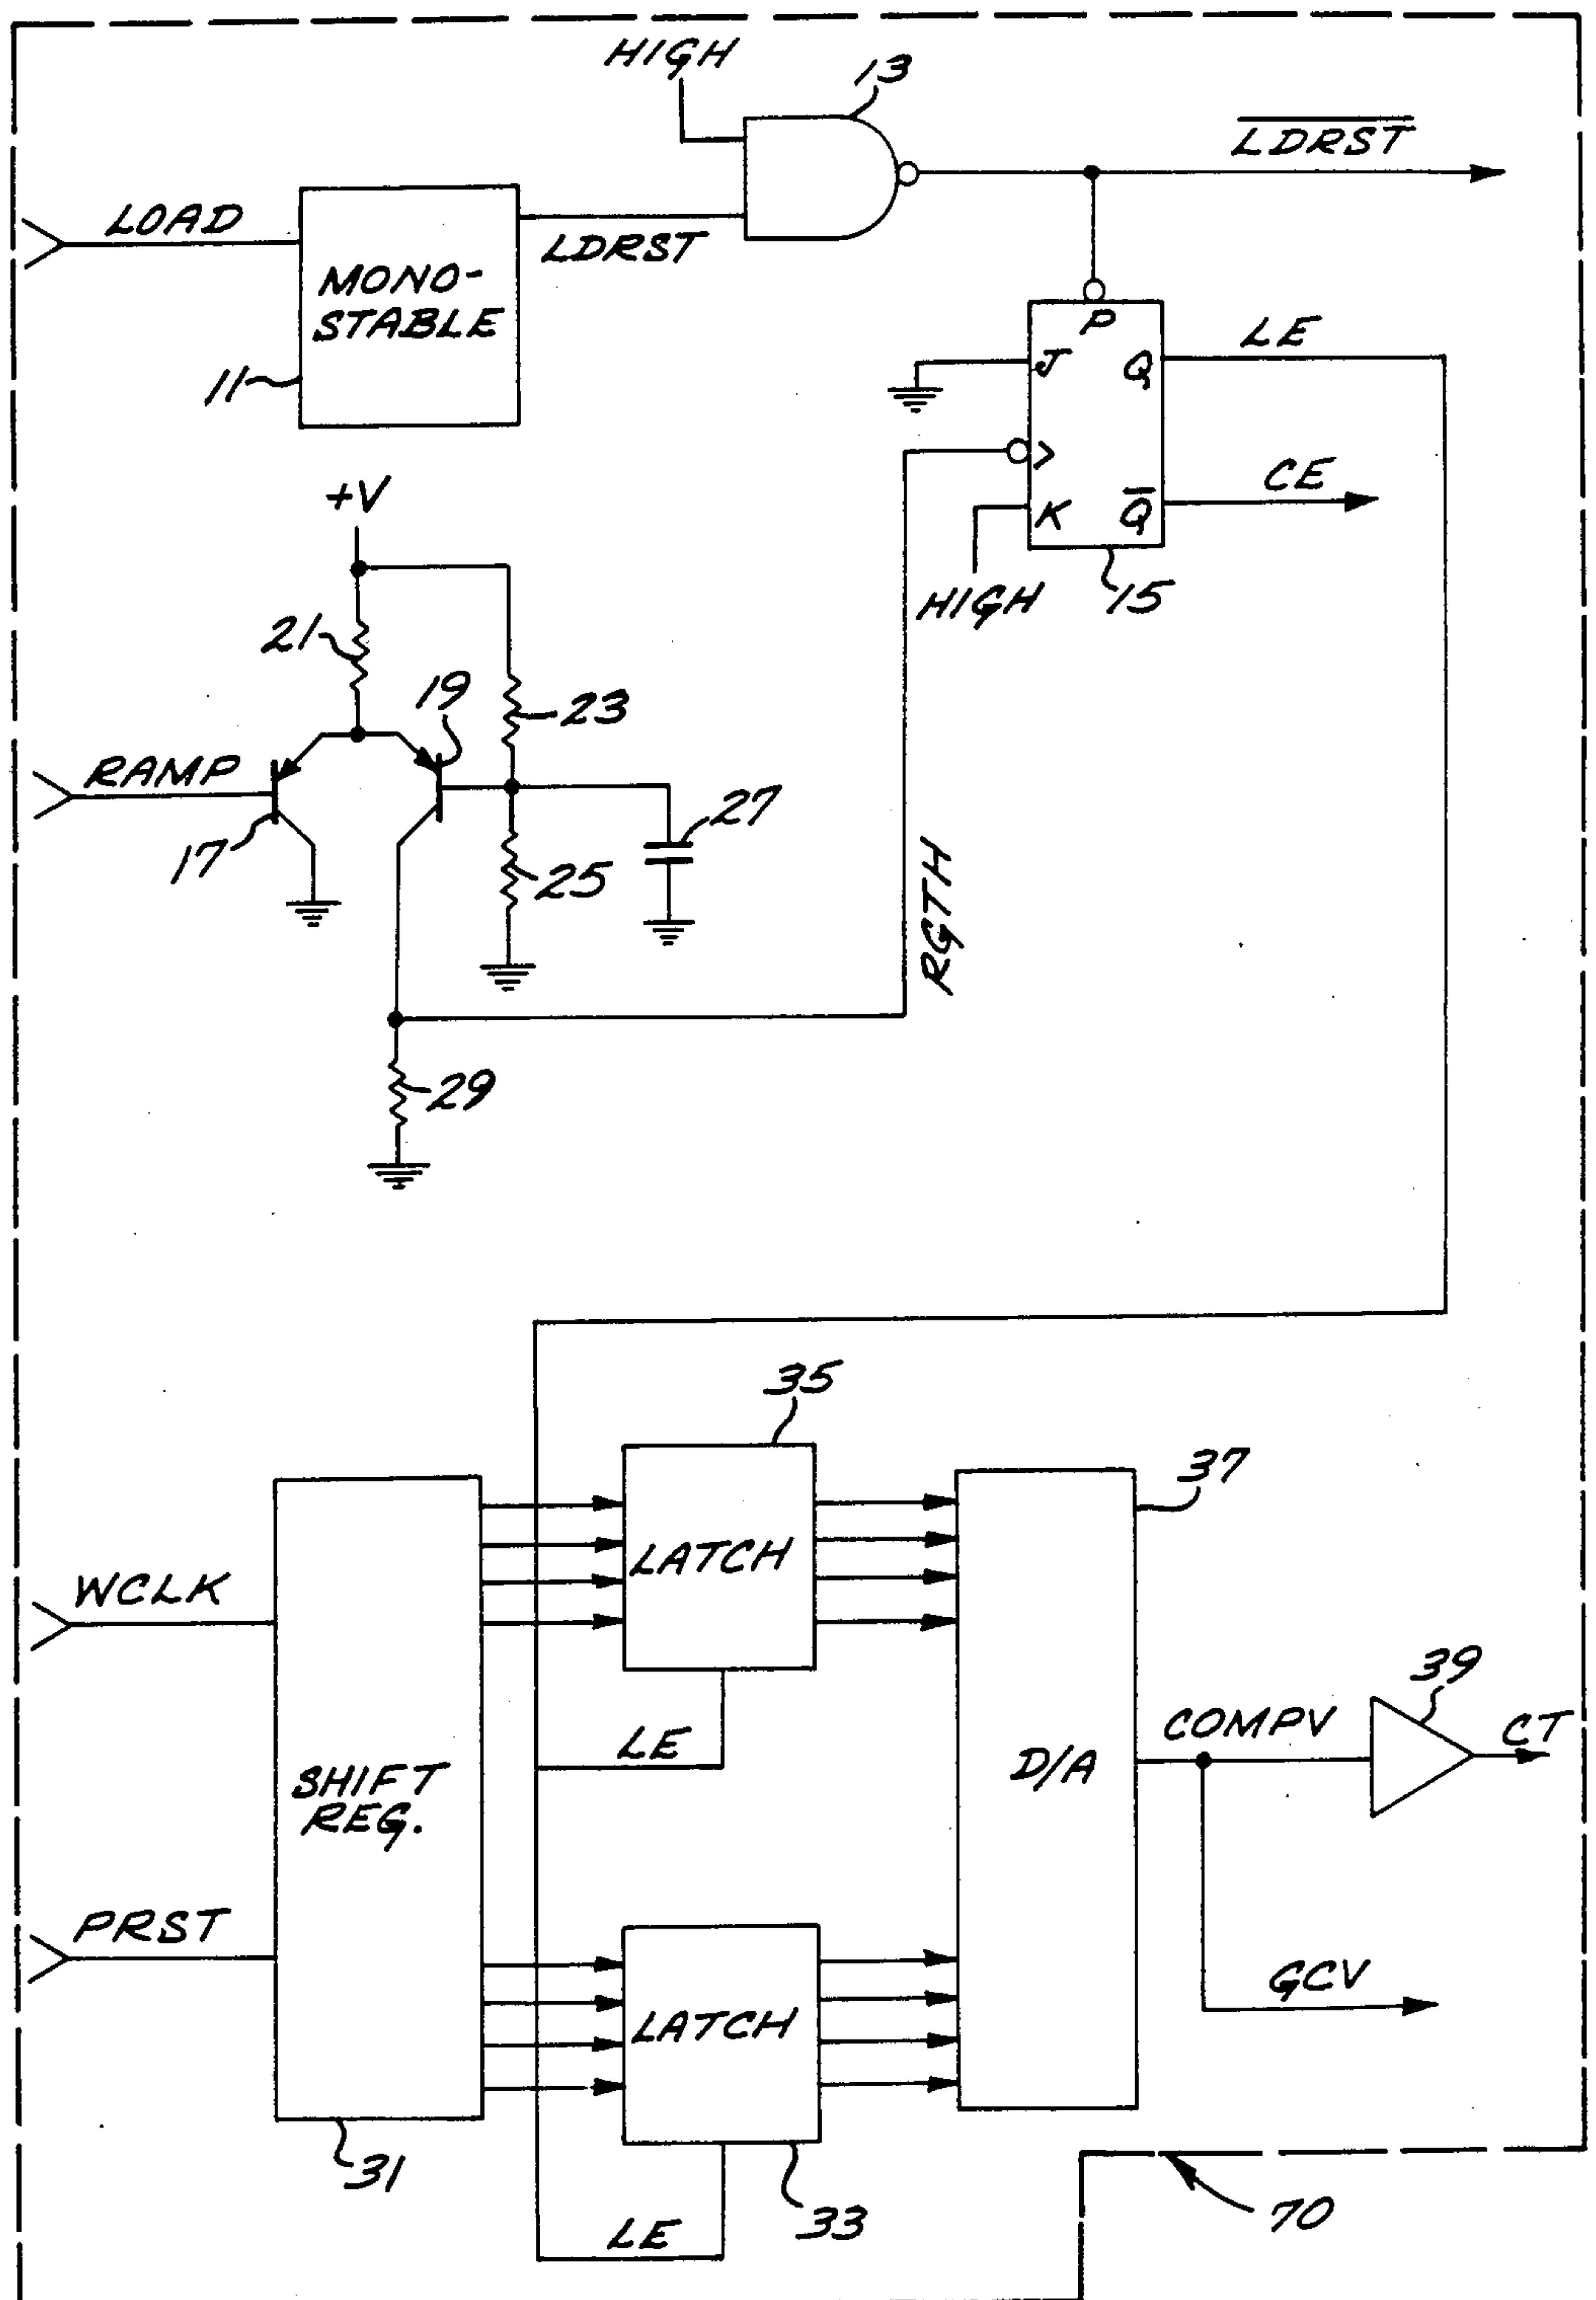 HIGH
13
LDRST
LOAD
LDRST
MONO-
STABLE
11
P
J
Q
LE
K
Q
CE
HIGH
15
+V
21
19
23
RAMP
17
27
25
RGTH
29
35
37
WCLK
LATCH
39
COMPV
CT
LE
SHIFT
REG.
D/A
PRST
GCV
LATCH
31
33
LE
70